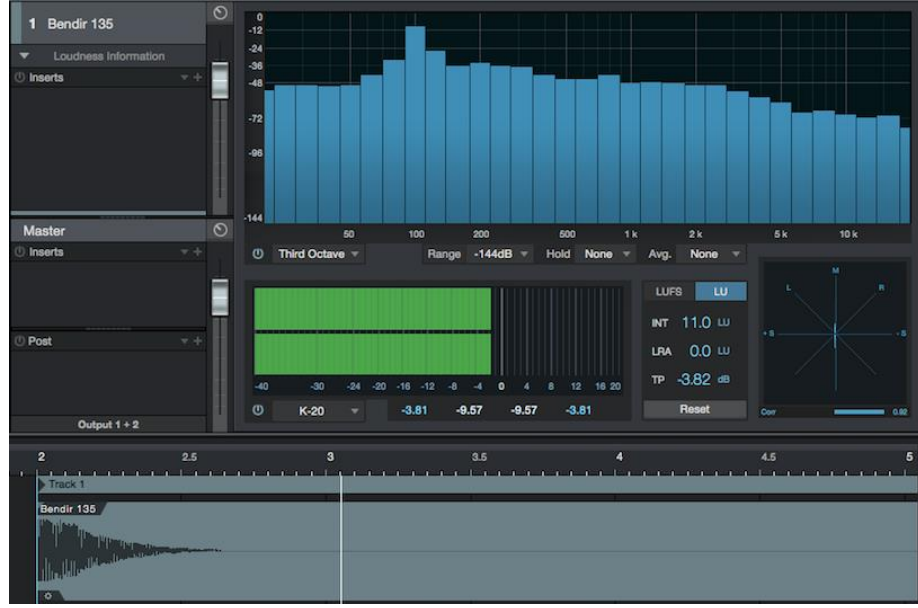 1 Bendir 135
Loudness Information
Inserts
Master
Inserts
Post
Output 1 + 2
0
-12
-24
-36
-48
-72
-96
-144
50 100 200 500 1k 2k 5k 10k
Third Octave Range -144dB Hold None Avg. None
-40 -30 -24 -20 -16 -12 -8 -4 0 4 8 12 16 20
K-20 -3.81 -9.57 -9.57 -3.81
LUFS LU
INT 11.0 LU
LRA 0.0 LU
TP -3.82 dB
Reset
M
L R
+S -S
Corr 0.92
2 2.5 3 3.5 4 4.5 5
Track 1
Bendir 135